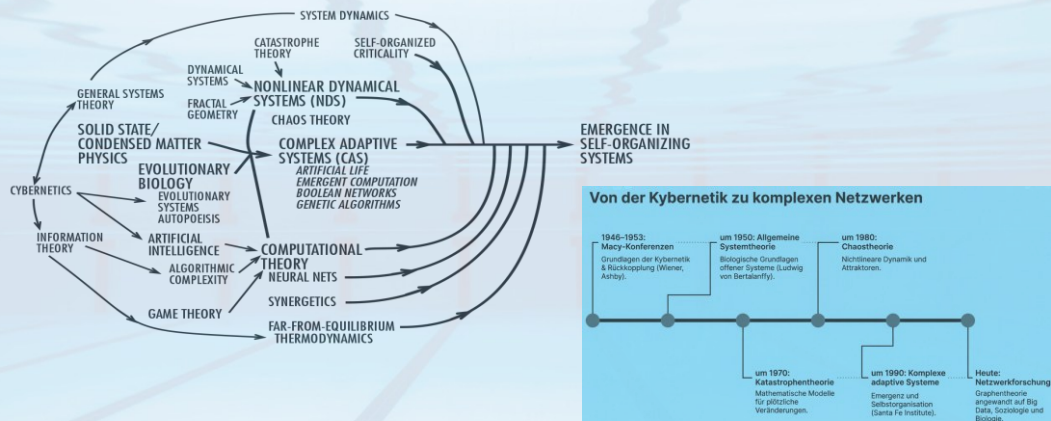 SYSTEM DYNAMICS
CATASTROPHE
THEORY
SELF-ORGANIZED
CRITICALITY
DYNAMICAL
SYSTEMS
NONLINEAR DYNAMICAL
SYSTEMS (NDS)
GENERAL SYSTEMS
THEORY
FRACTAL
GEOMETRY
CHAOS THEORY
SOLID STATE/
CONDENSED MATTER
PHYSICS
COMPLEX ADAPTIVE
SYSTEMS (CAS)
ARTIFICIAL LIFE
EMERGENT COMPUTATION
BOOLEAN NETWORKS
GENETIC ALGORITHMS
EMERGENCE IN
SELF-ORGANIZING
SYSTEMS
EVOLUTIONARY
BIOLOGY
CYBERNETICS
EVOLUTIONARY
SYSTEMS
AUTOPOEISIS
INFORMATION
THEORY
ARTIFICIAL
INTELLIGENCE
COMPUTATIONAL
THEORY
ALGORITHMIC
COMPLEXITY
NEURAL NETS
SYNERGETICS
GAME THEORY
FAR-FROM-EQUILIBRIUM
THERMODYNAMICS
Von der Kybernetik zu komplexen Netzwerken
1946–1953:
Macy-Konferenzen
Grundlagen der Kybernetik
& Rückkopplung (Wiener,
Ashby).
um 1950: Allgemeine
Systemtheorie
Biologische Grundlagen
offener Systeme (Ludwig
von Bertalanffy).
um 1980:
Chaostheorie
Nichtlineare Dynamik und
Attraktoren.
um 1970:
Katastrophentheorie
Mathematische Modelle
für plötzliche
Veränderungen.
um 1990: Komplexe
adaptive Systeme
Emergenz und
Selbstorganisation
(Santa Fe Institute).
Heute:
Netzwerkforschung
Graphentheorie
angewandt auf Big
Data, Soziologie und
Biologie.